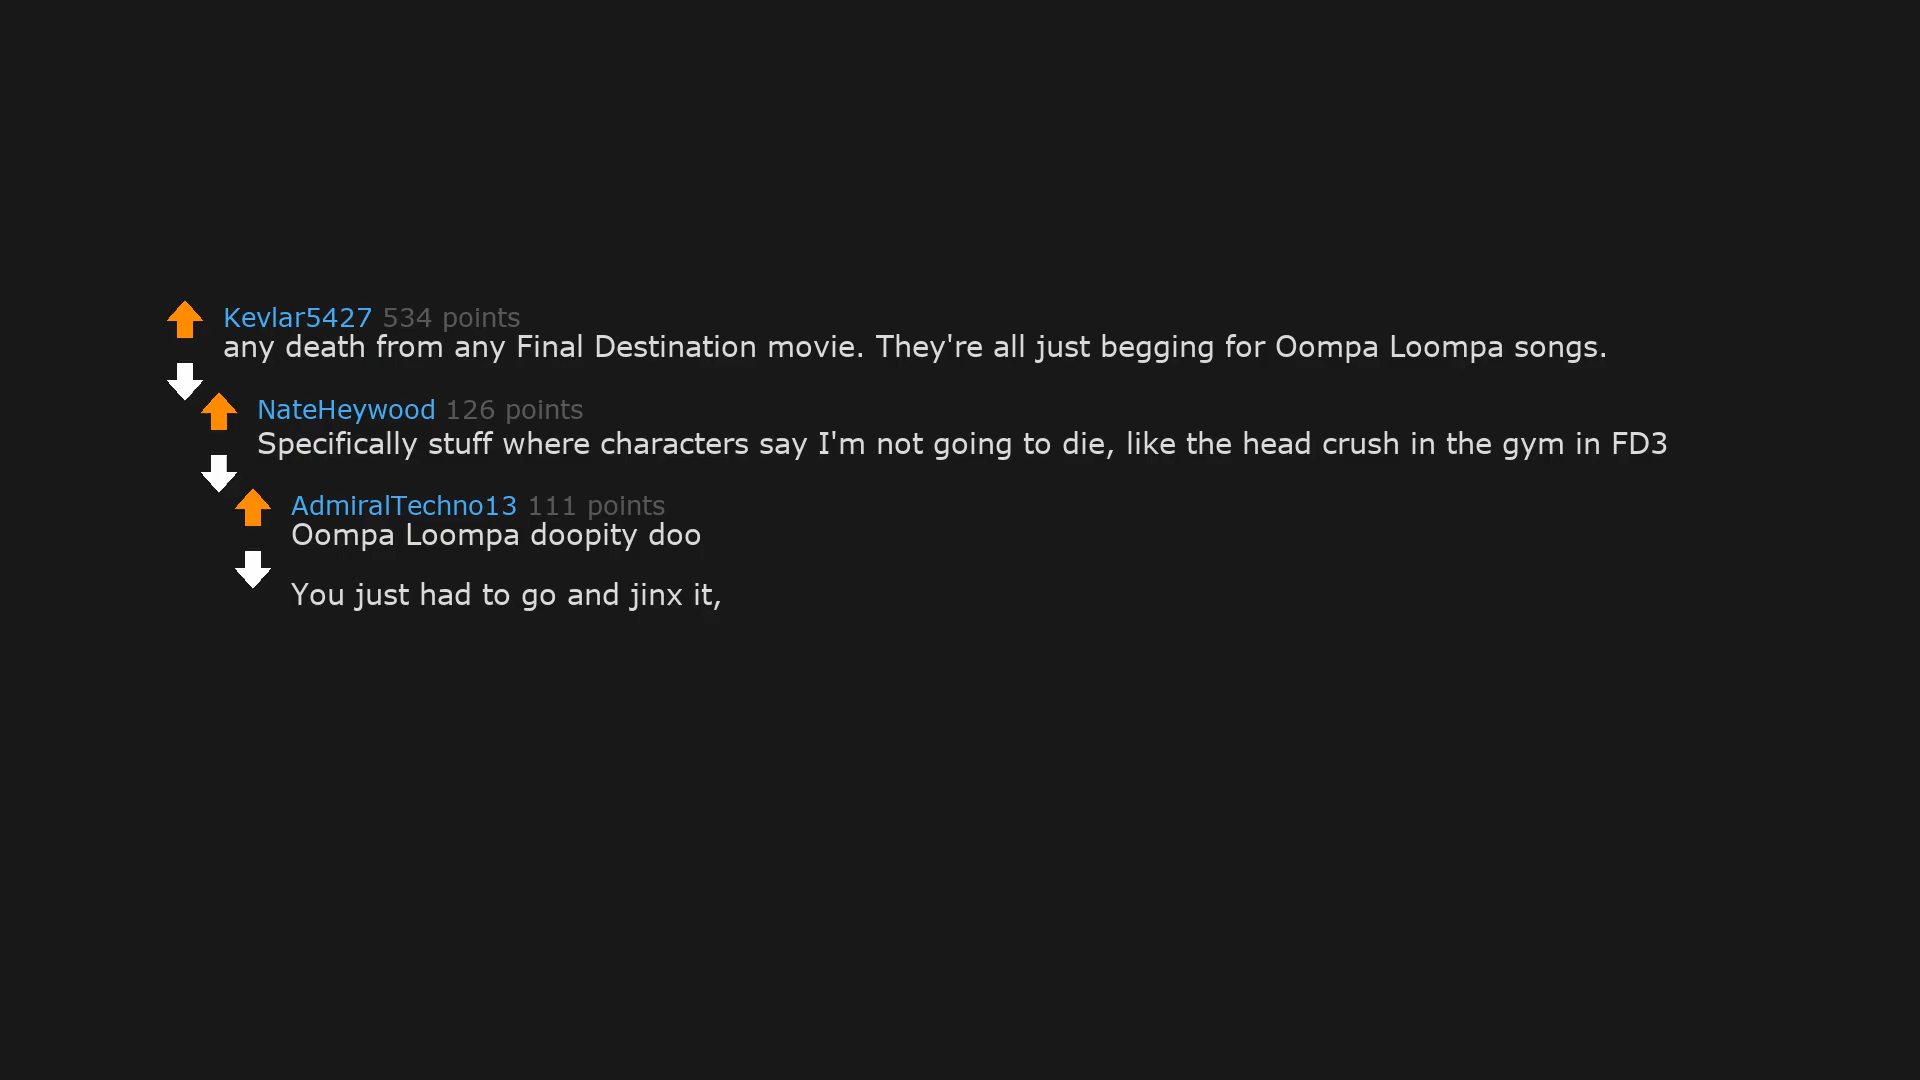 Kevlar5427 534 points
any death from any Final Destination movie. They're all just begging for Oompa Loompa songs.
NateHeywood 126 points
Specifically stuff where characters say I'm not going to die, like the head crush in the gym in FD3
AdmiralTechno13 111 points
Oompa Loompa doopity doo
You just had to go and jinx it,